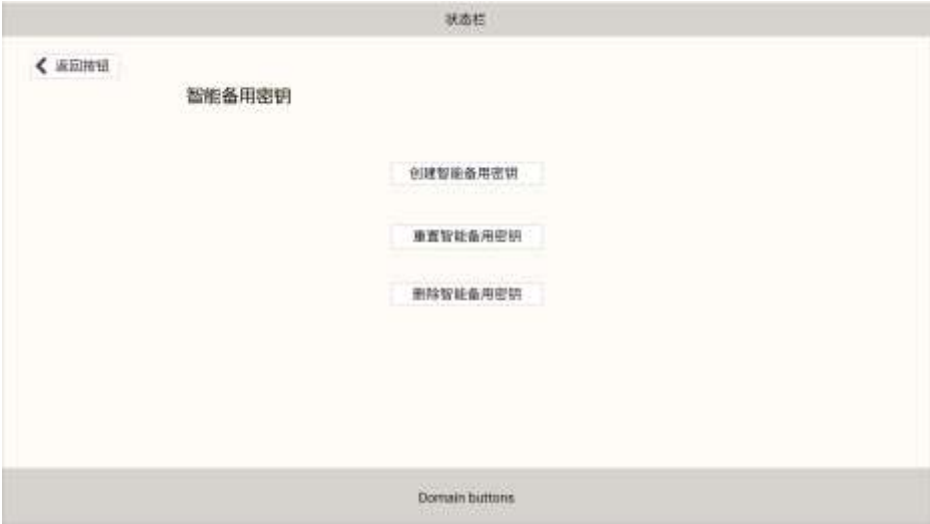 状态栏
返回按钮
智能备用密钥
创建智能备用密钥
重置智能备用密钥
删除智能备用密钥
Domain buttons